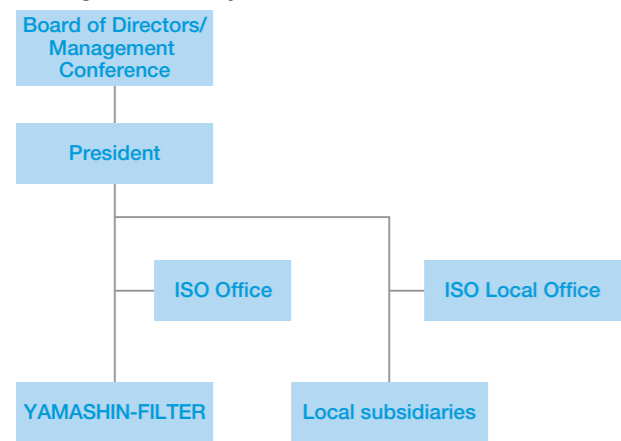 Board of Directors/
Management
Conference
President
ISO Office
ISO Local Office
YAMASHIN-FILTER
Local subsidiaries